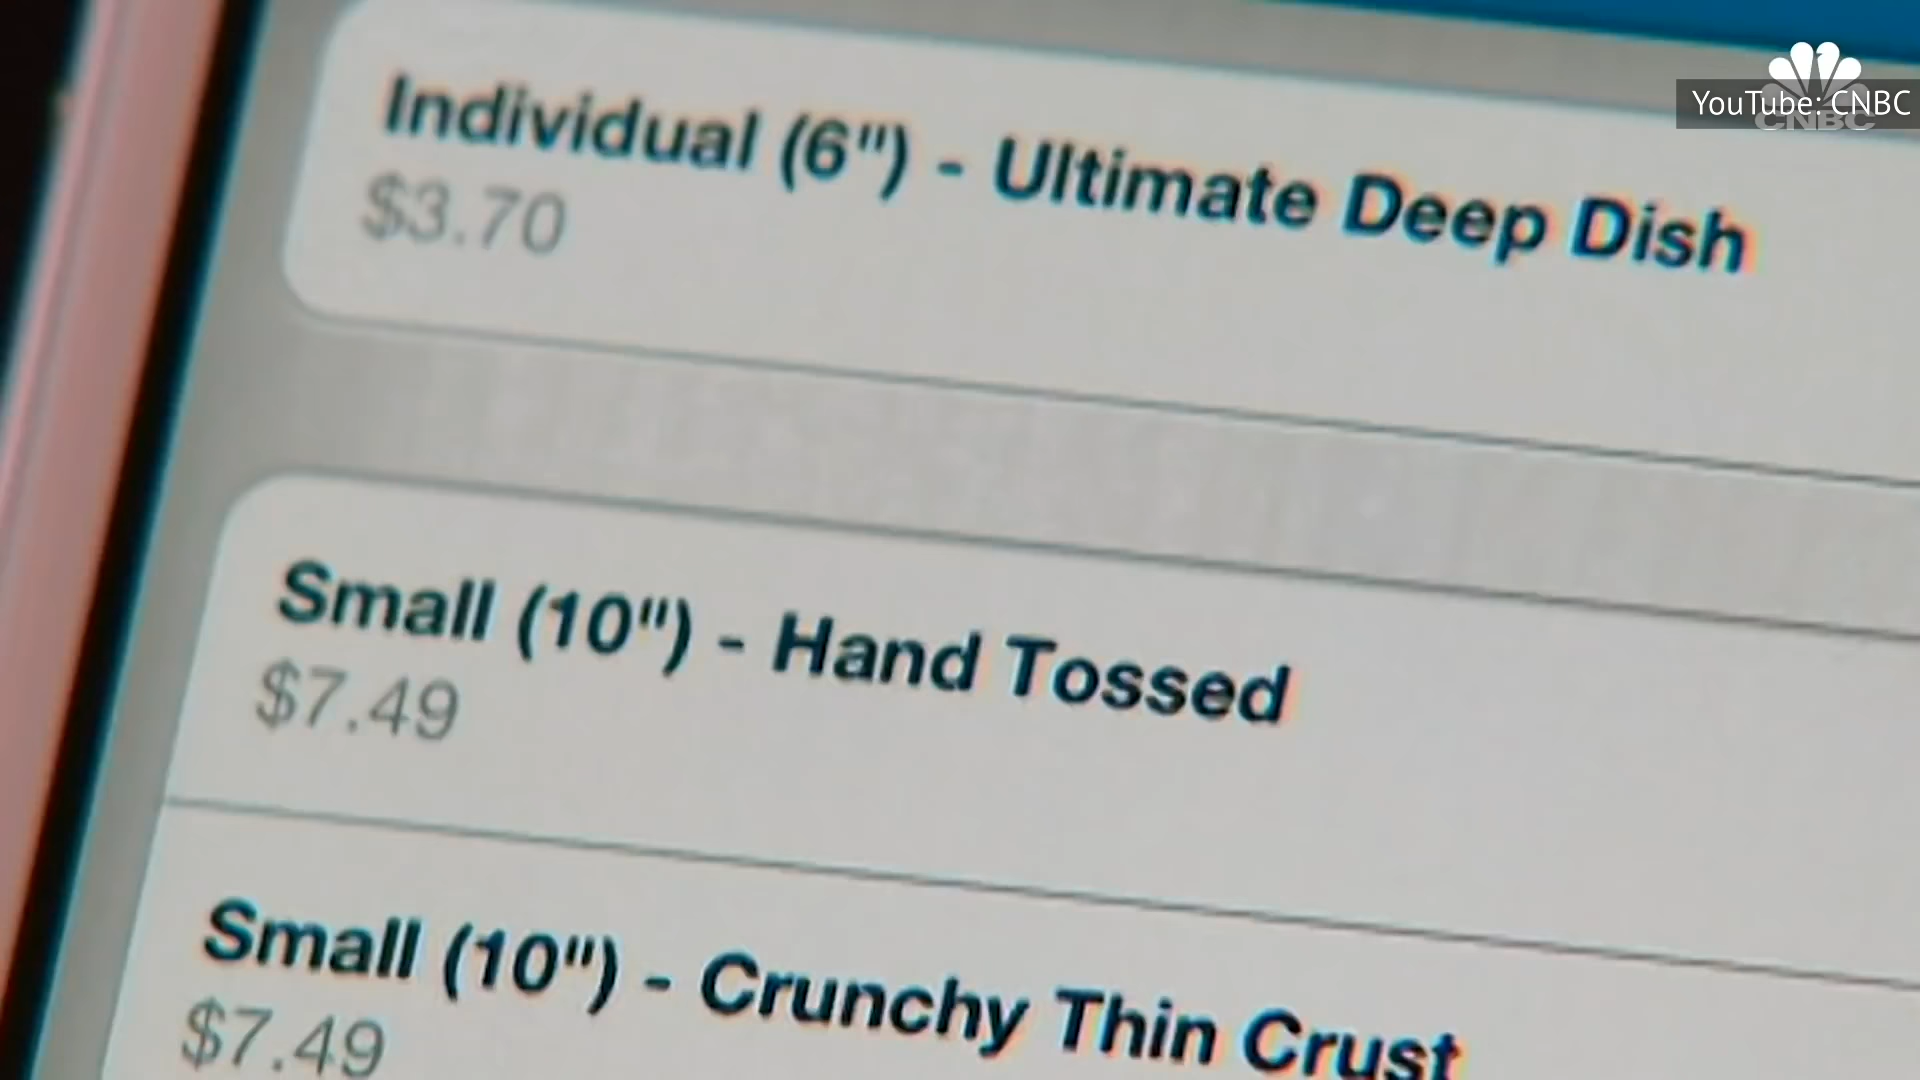 YouTube: CNBC
CNBC
Individual (6") - Ultimate Deep Dish
$3.70
Small (10") - Hand Tossed
$7.49
Small (10") - Crunchy Thin Crust
$7.49